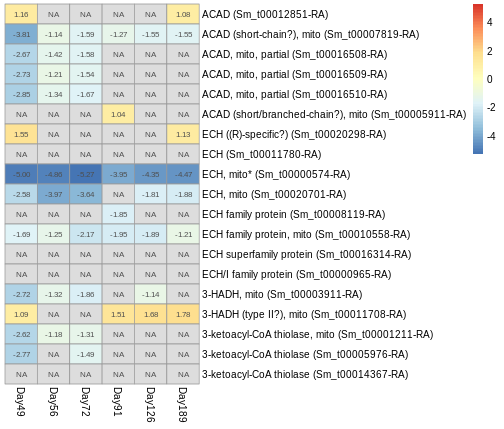 1.16 NA NA NA NA 1.08 ACAD (Sm_t00012851-RA)
-3.81 -1.14 -1.59 -1.27 -1.55 -1.55 ACAD (short-chain?), mito (Sm_t00007819-RA)
-2.67 -1.42 -1.58 NA NA NA ACAD, mito, partial (Sm_t00016508-RA)
-2.73 -1.21 -1.54 NA NA NA ACAD, mito, partial (Sm_t00016509-RA)
-2.85 -1.34 -1.67 NA NA NA ACAD, mito, partial (Sm_t00016510-RA)
NA NA NA 1.04 NA NA ACAD (short/branched-chain?), mito (Sm_t00005911-RA)
1.55 NA NA NA NA 1.13 ECH ((R)-specific?) (Sm_t00020298-RA)
NA NA NA NA NA NA ECH (Sm_t00011780-RA)
-3.95 -4.35 -4.47 ECH, mito* (Sm_t00000574-RA)
-2.58 -3.97 -3.64 NA -1.81 -1.88 ECH, mito (Sm_t00020701-RA)
NA NA NA -1.85 NA NA ECH family protein (Sm_t00008119-RA)
-1.69 -1.25 -2.17 -1.95 -1.89 -1.21 ECH family protein, mito (Sm_t00010558-RA)
NA NA NA NA NA NA ECH superfamily protein (Sm_t00016314-RA)
NA NA NA NA NA NA ECH/I family protein (Sm_t00000965-RA)
-2.72 -1.32 -1.86 NA -1.14 NA 3-HADH, mito (Sm_t00003911-RA)
1.09 NA NA 1.51 1.68 1.78 3-HADH (type II?), mito (Sm_t00011708-RA)
-2.62 -1.18 -1.31 NA NA NA 3-ketoacyl-CoA thiolase, mito (Sm_t00001211-RA)
-2.77 NA -1.49 NA NA NA 3-ketoacyl-CoA thiolase (Sm_t00005976-RA)
NA NA NA NA NA NA 3-ketoacyl-CoA thiolase (Sm_t00014367-RA)
Day49 Day56 Day72 Day91 Day126 Day189
4
2
0
-2
-4